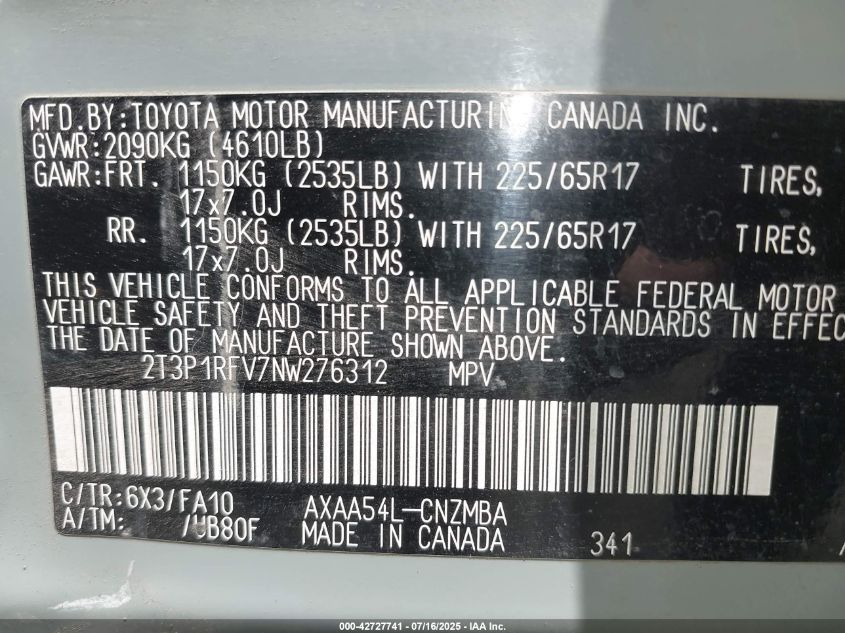 MFD.BY:TOYOTA MOTOR MANUFACTURING CANADA INC.
GVWR:2090KG (4610LB)
GAWR:FRT. 1150KG (2535LB) WITH 225/65R17 TIRES,
17x7.0J RIMS.
RR. 1150KG (2535LB) WITH 225/65R17 TIRES,
17x7.0J RIMS.
THIS VEHICLE CONFORMS TO ALL APPLICABLE FEDERAL MOTOR
VEHICLE SAFETY AND THEFT PREVENTION STANDARDS IN EFFEC
THE DATE OF MANUFACTURE SHOWN ABOVE.
2T3P1RFV7NW276312 MPV
C/TR:6X3/FA10 AXAA54L-CNZMBA
A/TM: /UB80F MADE IN CANADA 341
000-42727741 / 07/16/2025 - IAA Inc.